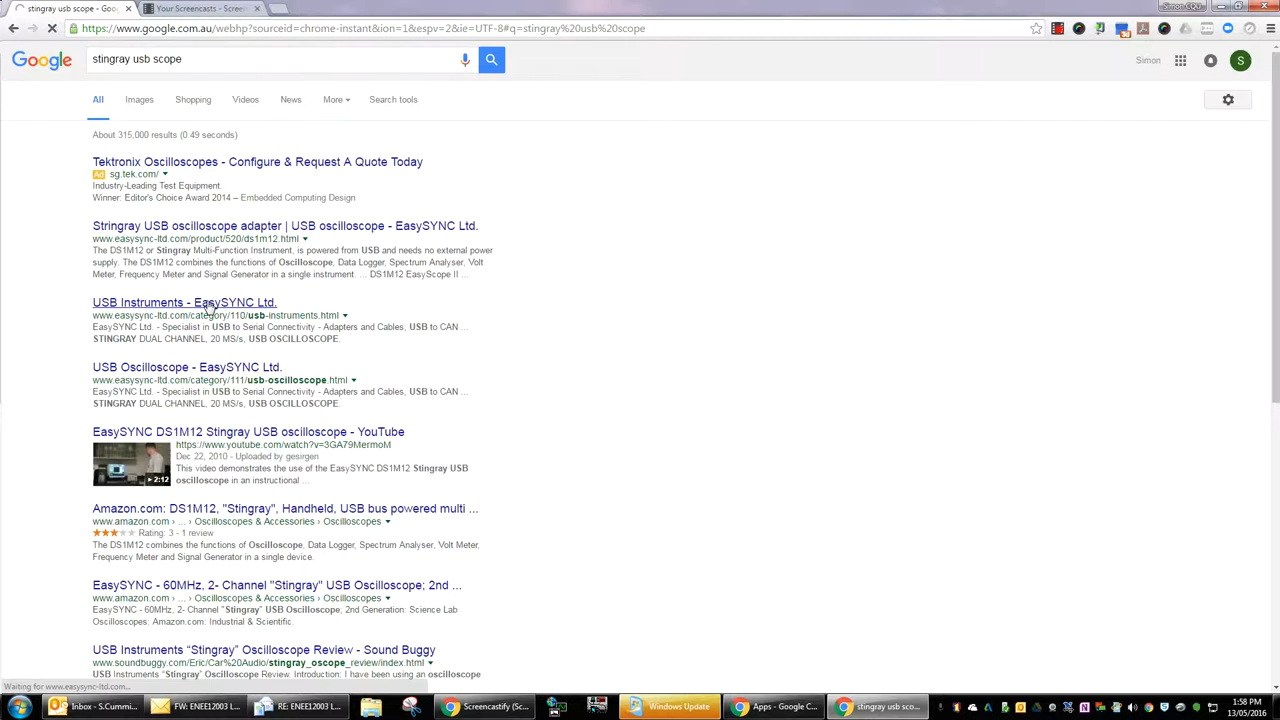 stingray usb scope - Goo
Your Screencasts - Screen
Simon CQU
https://www.google.com.au/webhp?sourceid=chrome-instant&ion=1&espv=2&ie=UTF-8#q=stingray%20usb%20scope
Google
stingray usb scope
Simon
S
All Images Shopping Videos News More Search tools
About 315,000 results (0.49 seconds)
Tektronix Oscilloscopes - Configure & Request A Quote Today
Ad sg.tek.com/
Industry-Leading Test Equipment.
Winner: Editor's Choice Award 2014 – Embedded Computing Design
Stringray USB oscilloscope adapter | USB oscilloscope - EasySYNC Ltd.
www.easysync-ltd.com/product/520/ds1m12.html
The DS1M12 or Stingray Multi-Function Instrument, is powered from USB and needs no external power
supply. The DS1M12 combines the functions of Oscilloscope, Data Logger, Spectrum Analyser, Volt
Meter, Frequency Meter and Signal Generator in a single instrument. ... DS1M12 EasyScope II ...
USB Instruments - EasySYNC Ltd.
www.easysync-ltd.com/category/110/usb-instruments.html
EasySYNC Ltd. - Specialist in USB to Serial Connectivity - Adapters and Cables, USB to CAN ...
STINGRAY DUAL CHANNEL, 20 MS/s, USB OSCILLOSCOPE.
USB Oscilloscope - EasySYNC Ltd.
www.easysync-ltd.com/category/111/usb-oscilloscope.html
EasySYNC Ltd. - Specialist in USB to Serial Connectivity - Adapters and Cables, USB to CAN ...
STINGRAY DUAL CHANNEL, 20 MS/s, USB OSCILLOSCOPE.
EasySYNC DS1M12 Stingray USB oscilloscope - YouTube
https://www.youtube.com/watch?v=3GA79MermoM
Dec 22, 2010 - Uploaded by gesirgen
This video demonstrates the use of the EasySYNC DS1M12 Stingray USB
oscilloscope in an instructional ...
2:12
Amazon.com: DS1M12, "Stingray", Handheld, USB bus powered multi ...
www.amazon.com › ... › Oscilloscopes & Accessories › Oscilloscopes
Rating: 3 - 1 review
The DS1M12 combines the functions of Oscilloscope, Data Logger, Spectrum Analyser, Volt Meter,
Frequency Meter and Signal Generator in a single device.
EasySYNC - 60MHz, 2- Channel "Stingray" USB Oscilloscope; 2nd ...
www.amazon.com › ... › Oscilloscopes & Accessories › Oscilloscopes
EasySYNC - 60MHz, 2- Channel "Stingray" USB Oscilloscope, 2nd Generation: Science Lab
Oscilloscopes: Amazon.com: Industrial & Scientific.
USB Instruments “Stingray” Oscilloscope Review - Sound Buggy
www.soundbuggy.com/Eric/Car%20Audio/stingray_oscope_review/index.html
USB Instruments “Stingray” Oscilloscope Review. Introduction: I have been using an oscilloscope
Waiting for www.easysync-ltd.com...
Inbox - S.Cummi...
FW: ENEE12003 L...
RE: ENEE12003 L...
Screencastify (Sc...
Windows Update
Apps - Google C...
stingray usb sco...
1:58 PM
13/05/2016